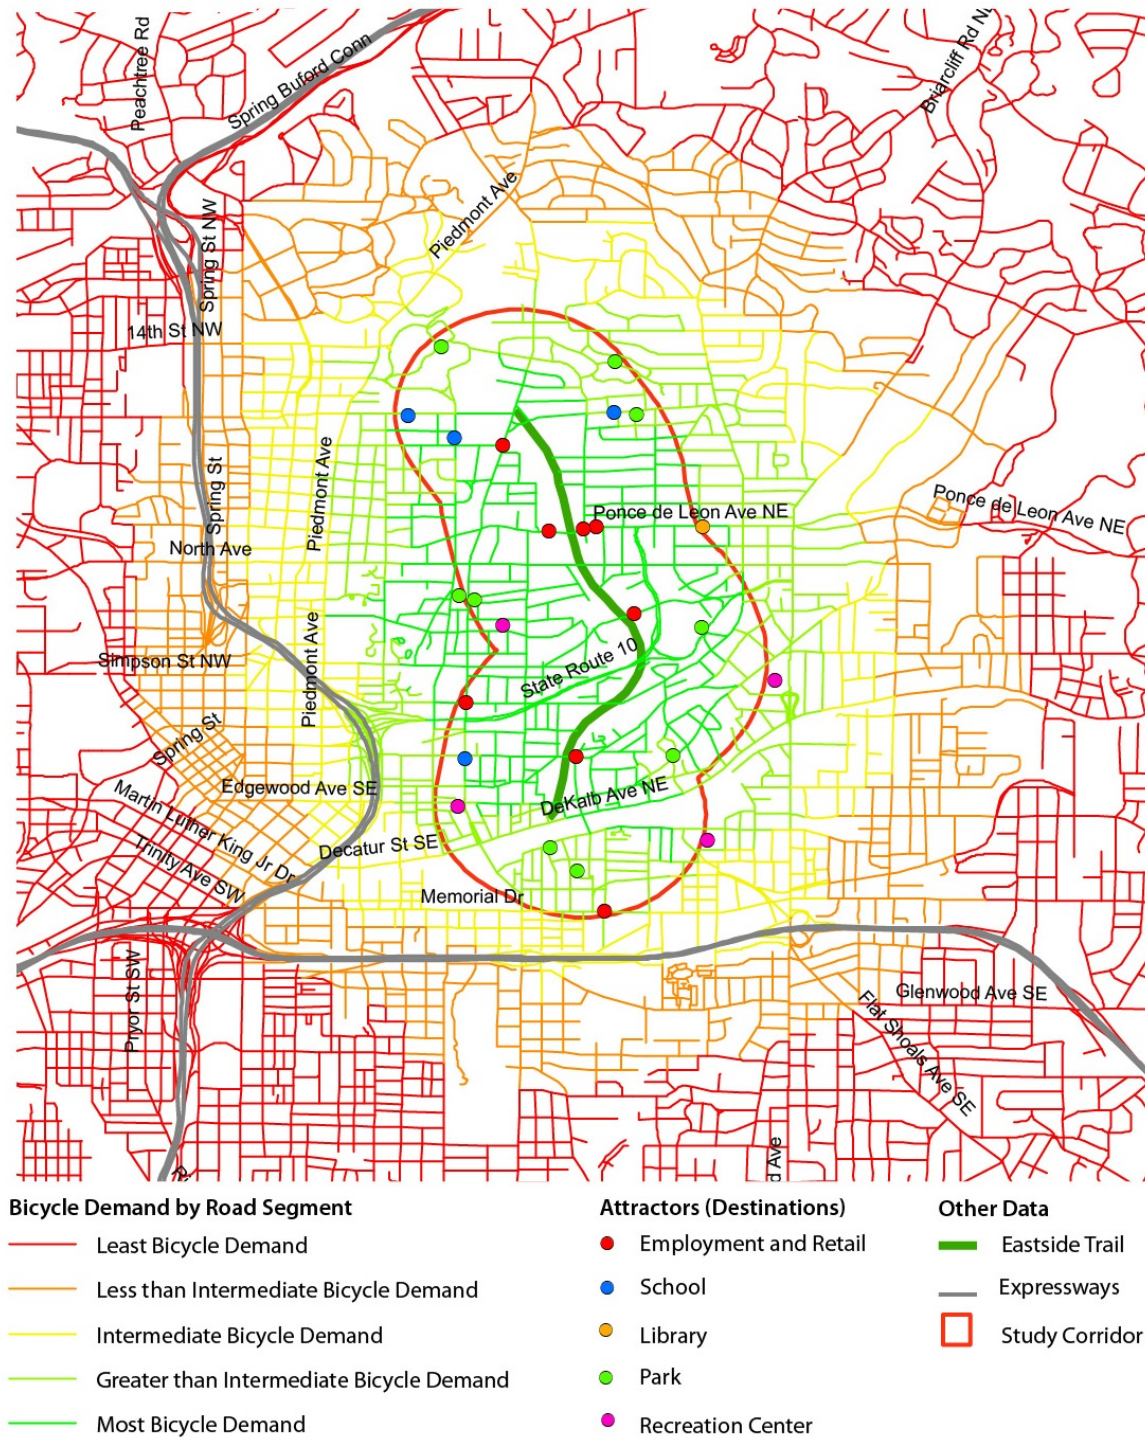 Peachtree Rd
Spring Buford Conn
Briarcliff Rd N
Piedmont Ave
Spring St NW
14th St NW
Piedmont Ave
Spring St
Ponce de Leon Ave NE
Ponce de Leon Ave NE
North Ave
Piedmont Ave
Simpson St NW
State Route 10
Spring St
Edgewood Ave SE
DeKalb Ave NE
Martin Luther King Jr Dr
Decatur St SE
Trinity Ave SW
Memorial Dr
Pryor St SW
Glenwood Ave SE
Flat Shoals Ave SE
d Ave
Bicycle Demand by Road Segment
Least Bicycle Demand
Less than Intermediate Bicycle Demand
Intermediate Bicycle Demand
Greater than Intermediate Bicycle Demand
Most Bicycle Demand
Attractors (Destinations)
Employment and Retail
School
Library
Park
Recreation Center
Other Data
Eastside Trail
Expressways
Study Corridor